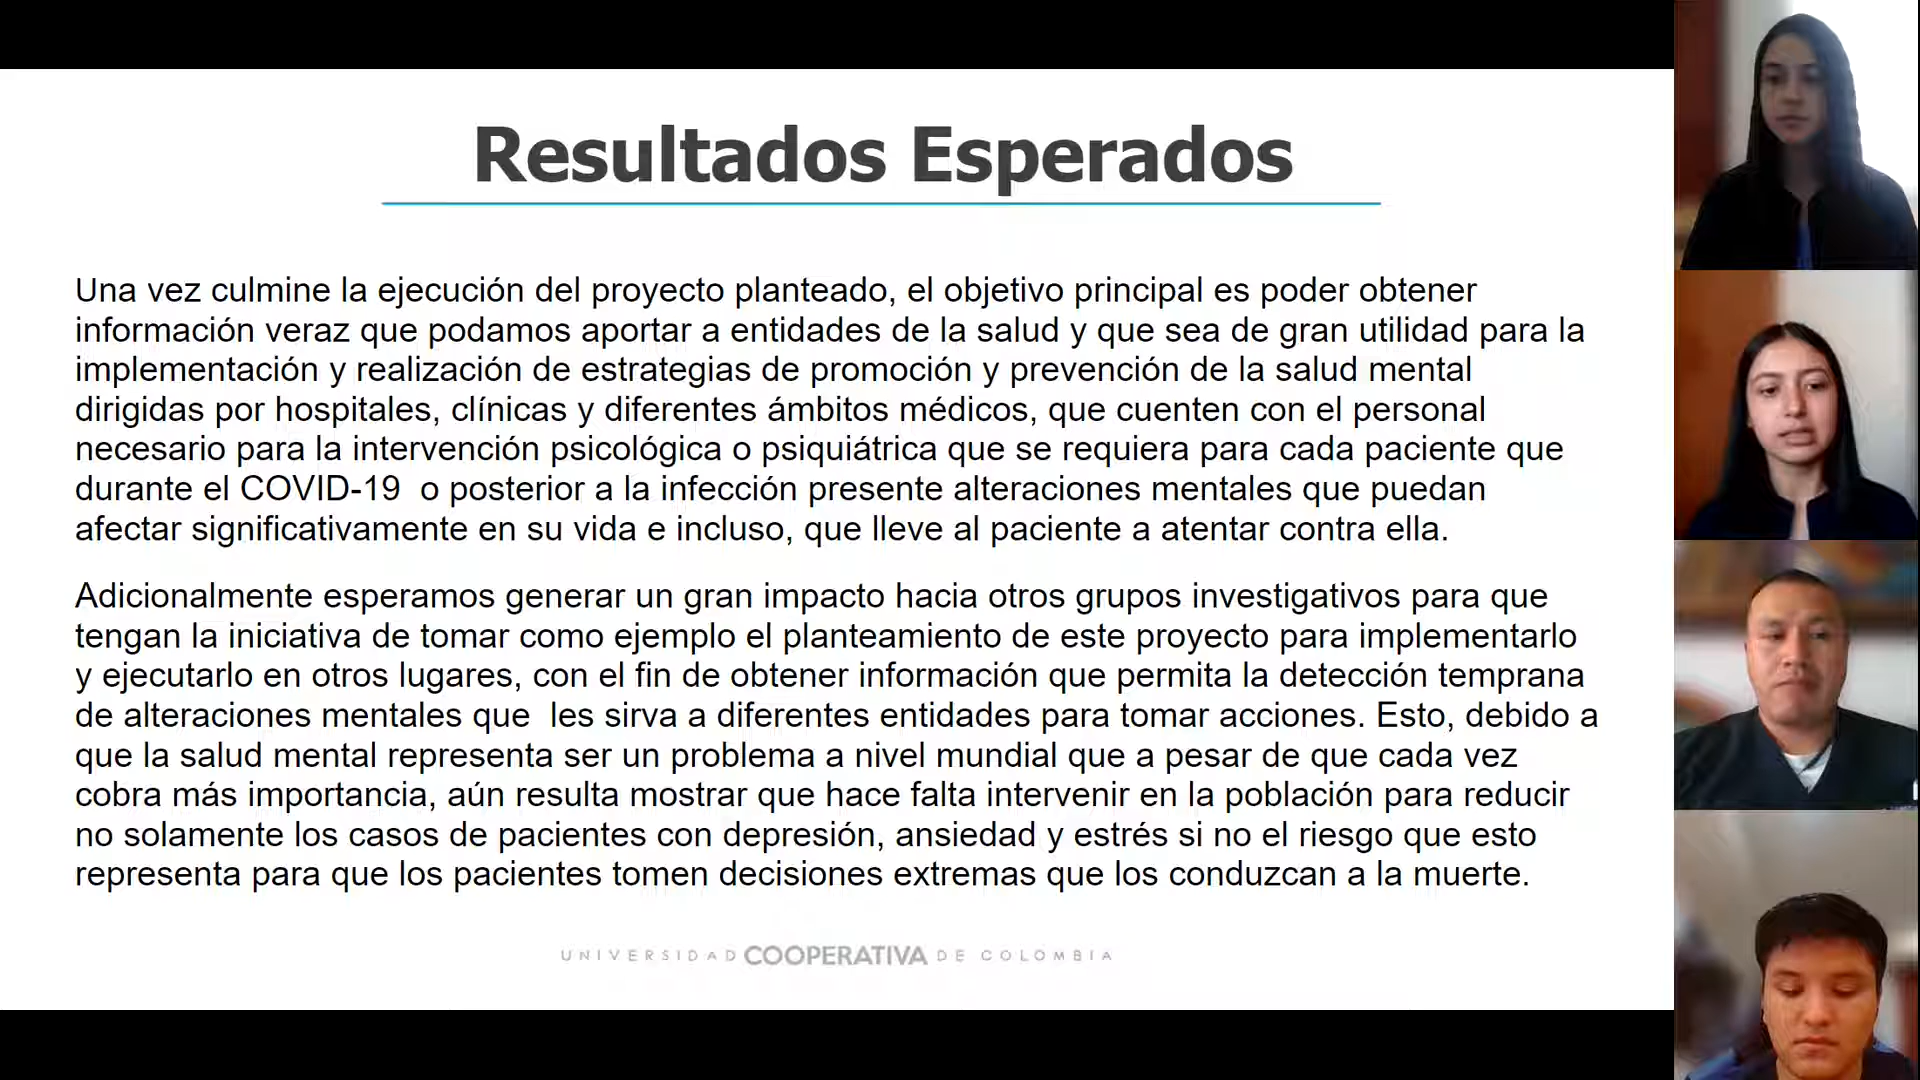 Resultados Esperados
Una vez culmine la ejecución del proyecto planteado, el objetivo principal es poder obtener
información veraz que podamos aportar a entidades de la salud y que sea de gran utilidad para la
implementación y realización de estrategias de promoción y prevención de la salud mental
dirigidas por hospitales, clínicas y diferentes ámbitos médicos, que cuenten con el personal
necesario para la intervención psicológica o psiquiátrica que se requiera para cada paciente que
durante el COVID-19  o posterior a la infección presente alteraciones mentales que puedan
afectar significativamente en su vida e incluso, que lleve al paciente a atentar contra ella.
Adicionalmente esperamos generar un gran impacto hacia otros grupos investigativos para que
tengan la iniciativa de tomar como ejemplo el planteamiento de este proyecto para implementarlo
y ejecutarlo en otros lugares, con el fin de obtener información que permita la detección temprana
de alteraciones mentales que  les sirva a diferentes entidades para tomar acciones. Esto, debido a
que la salud mental representa ser un problema a nivel mundial que a pesar de que cada vez
cobra más importancia, aún resulta mostrar que hace falta intervenir en la población para reducir
no solamente los casos de pacientes con depresión, ansiedad y estrés si no el riesgo que esto
representa para que los pacientes tomen decisiones extremas que los conduzcan a la muerte.
UNIVERSIDAD COOPERATIVA DE COLOMBIA